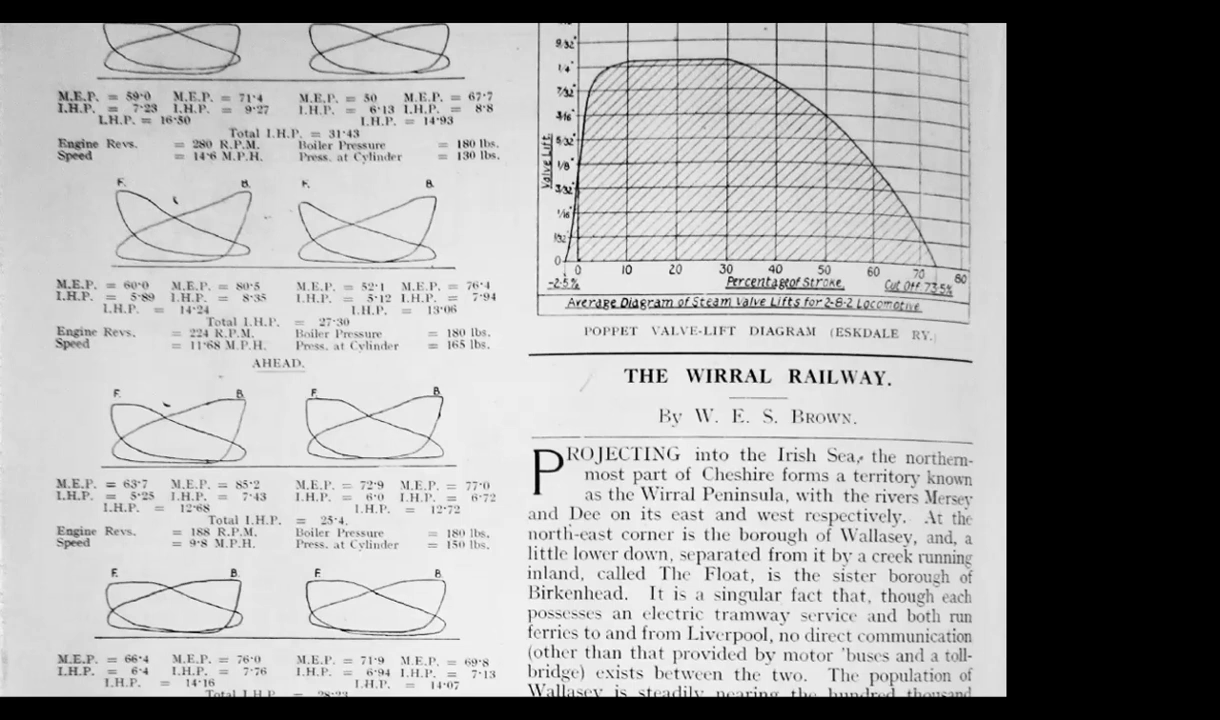 M.E.P. = 59·0 M.E.P. = 71·4 M.E.P. = 50 M.E.P. = 67·7
I.H.P. = 7·23 I.H.P. = 9·27 I.H.P. = 6·13 I.H.P. = 8·8
I.H.P. = 16·50 I.H.P. = 14·93
Total I.H.P. = 31·43
Engine Revs. = 280 R.P.M. Boiler Pressure = 180 lbs.
Speed = 14·6 M.P.H. Press. at Cylinder = 130 lbs.
F. B. F. B.
M.E.P. = 60·0 M.E.P. = 80·5 M.E.P. = 52·1 M.E.P. = 76·4
I.H.P. = 5·89 I.H.P. = 8·35 I.H.P. = 5·12 I.H.P. = 7·94
I.H.P. = 14·24 I.H.P. = 13·06
Total I.H.P. = 27·30
Engine Revs. = 224 R.P.M. Boiler Pressure = 180 lbs.
Speed = 11·68 M.P.H. Press. at Cylinder = 165 lbs.
AHEAD.
F. B. F. B.
M.E.P. = 63·7 M.E.P. = 85·2 M.E.P. = 72·9 M.E.P. = 77·0
I.H.P. = 5·25 I.H.P. = 7·43 I.H.P. = 6·0 I.H.P. = 6·72
I.H.P. = 12·68 I.H.P. = 12·72
Total I.H.P. = 25·4.
Engine Revs. = 188 R.P.M. Boiler Pressure = 180 lbs.
Speed = 9·8 M.P.H. Press. at Cylinder = 150 lbs.
F. B. F. B.
M.E.P. = 66·4 M.E.P. = 76·0 M.E.P. = 71·9 M.E.P. = 69·8
I.H.P. = 6·4 I.H.P. = 7·76 I.H.P. = 6·94 I.H.P. = 7·13
I.H.P. = 14·16 I.H.P. = 14·07
Total I.H.P. = 28·23
9/32"
1/4"
7/32"
3/16"
5/32"
1/8"
3/32"
1/16"
1/32"
0
Valve Lift.
0 10 20 30 40 50 60 70 80
-2·5% Percentage of Stroke Cut Off 73.5%
Average Diagram of Steam Valve Lifts for 2-8-2 Locomotive
POPPET VALVE-LIFT DIAGRAM (ESKDALE RY.)
THE WIRRAL RAILWAY.
By W. E. S. BROWN.
PROJECTING into the Irish Sea, the northern-
most part of Cheshire forms a territory known
as the Wirral Peninsula, with the rivers Mersey
and Dee on its east and west respectively. At the
north-east corner is the borough of Wallasey, and, a
little lower down, separated from it by a creek running
inland, called The Float, is the sister borough of
Birkenhead. It is a singular fact that, though each
possesses an electric tramway service and both run
ferries to and from Liverpool, no direct communication
(other than that provided by motor 'buses and a toll-
bridge) exists between the two. The population of
Wallasey is steadily nearing the hundred thousand